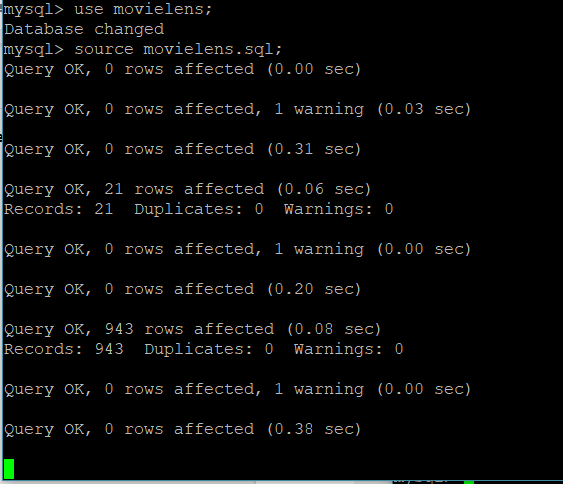 mysql> use movielens;
Database changed
mysql> source movielens.sql;
Query OK, 0 rows affected (0.00 sec)
Query OK, 0 rows affected, 1 warning (0.03 sec)
Query OK, 0 rows affected (0.31 sec)
Query OK, 21 rows affected (0.06 sec)
Records: 21  Duplicates: 0  Warnings: 0
Query OK, 0 rows affected, 1 warning (0.00 sec)
Query OK, 0 rows affected (0.20 sec)
Query OK, 943 rows affected (0.08 sec)
Records: 943  Duplicates: 0  Warnings: 0
Query OK, 0 rows affected, 1 warning (0.00 sec)
Query OK, 0 rows affected (0.38 sec)